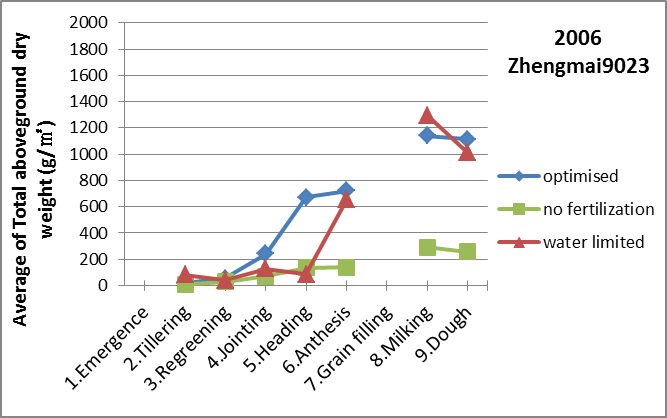 2000
1800
1600
1400
1200
1000
800
600
400
200
0
Average of Total aboveground dry
weight (g/㎡)
2006
Zhengmai9023
optimised
no fertilization
water limited
1.Emergence
2.Tillering
3.Regreening
4.Jointing
5.Heading
6.Anthesis
7.Grain filling
8.Milking
9.Dough